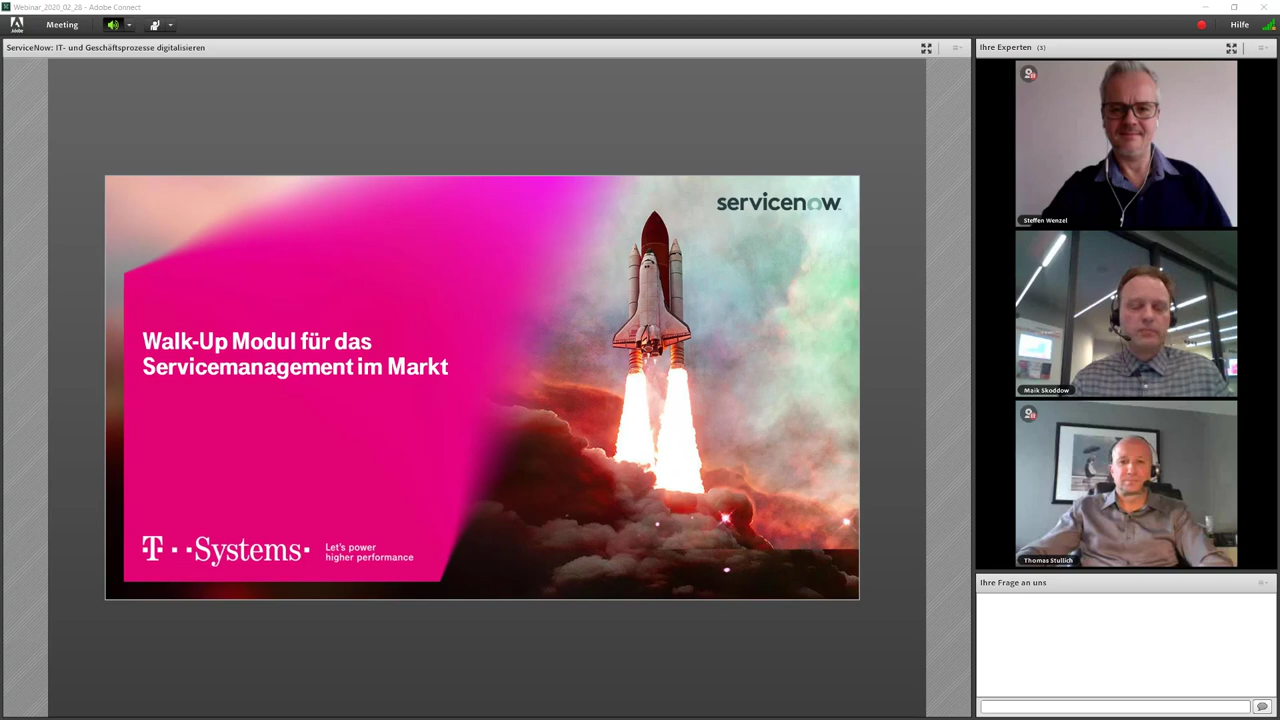 Webinar_2020_02_28 - Adobe Connect
Adobe
Meeting
Hilfe
ServiceNow: IT- und Geschäftsprozesse digitalisieren
servicenow
Walk-Up Modul für das
Servicemanagement im Markt
T··Systems·
Let's power
higher performance
Ihre Experten (3)
Steffen Wenzel
Maik Skoddow
Thomas Stullich
Ihre Frage an uns